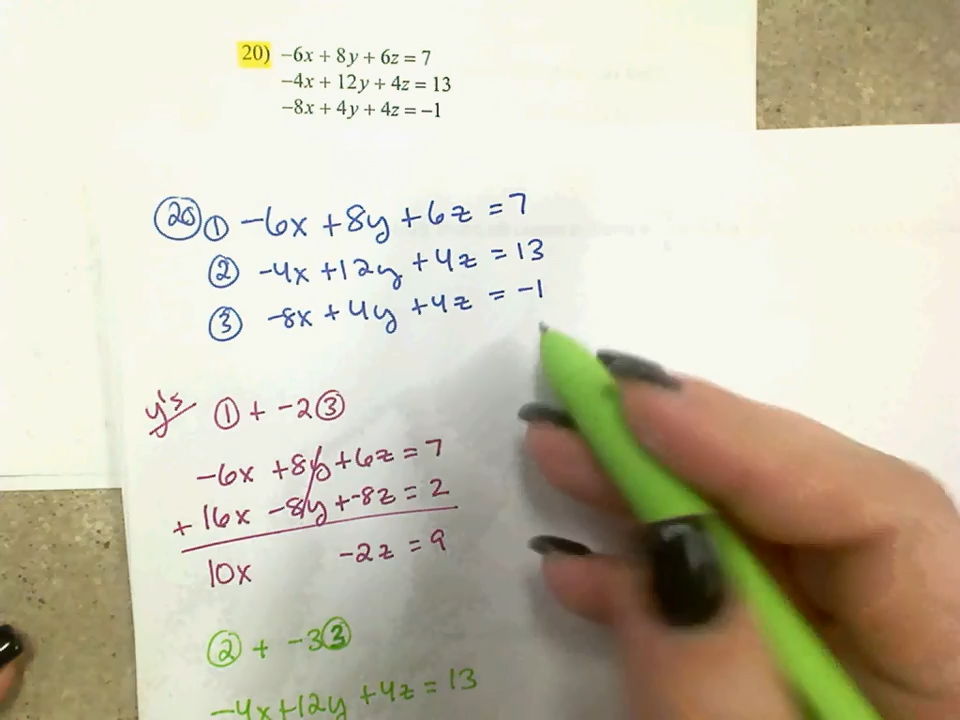 20) −6x + 8y + 6z = 7
−4x + 12y + 4z = 13
−8x + 4y + 4z = −1
⑳ ① -6x + 8y + 6z = 7
② -4x + 12y + 4z = 13
③ -8x + 4y + 4z = -1
y's ① + -2③
-6x + 8y + 6z = 7
+ 16x - 8y + -8z = 2
10x -2z = 9
② + -3③
-4x + 12y + 4z = 13